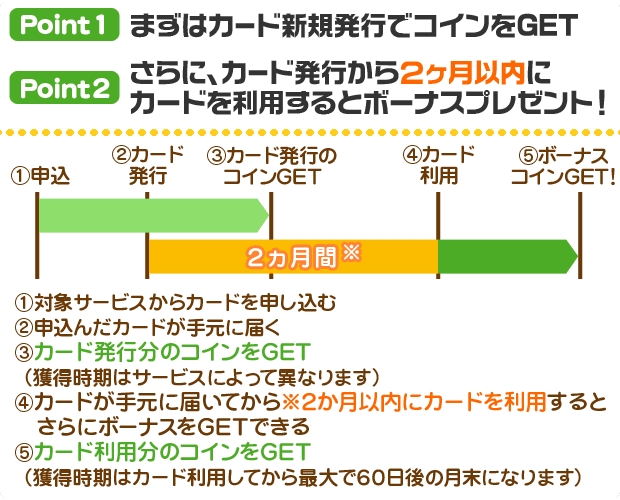 Point1 まずはカード新規発行でコインをGET
Point2 さらに、カード発行から2ヶ月以内に
カードを利用するとボーナスプレゼント！
①申込
②カード
発行
③カード発行の
コインGET
④カード
利用
⑤ボーナス
コインGET！
2ヵ月間※
①対象サービスからカードを申し込む
②申込んだカードが手元に届く
③カード発行分のコインをGET
（獲得時期はサービスによって異なります）
④カードが手元に届いてから※2か月以内にカードを利用すると
さらにボーナスをGETできる
⑤カード利用分のコインをGET
（獲得時期はカード利用してから最大で60日後の月末になります）